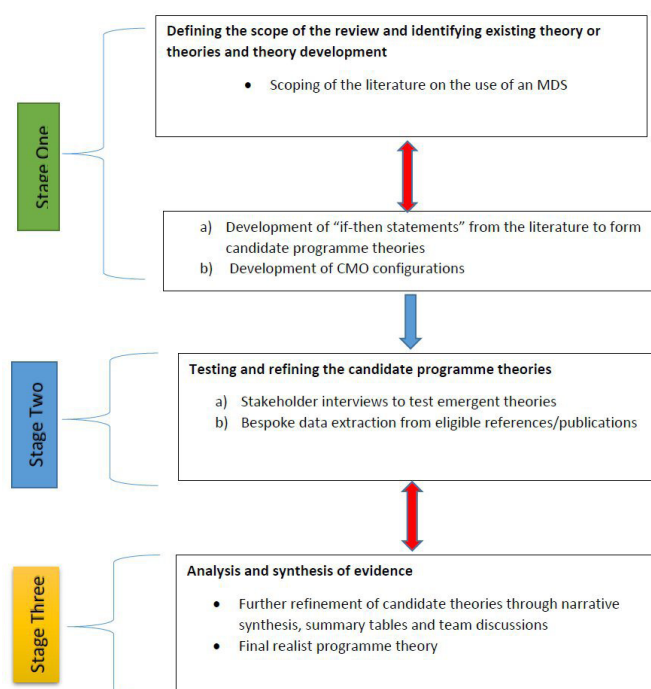 Defining the scope of the review and identifying existing theory or
theories and theory development
• Scoping of the literature on the use of an MDS
Stage One
a) Development of “if-then statements” from the literature to form
candidate programme theories
b) Development of CMO configurations
Stage Two
Testing and refining the candidate programme theories
a) Stakeholder interviews to test emergent theories
b) Bespoke data extraction from eligible references/publications
Stage Three
Analysis and synthesis of evidence
• Further refinement of candidate theories through narrative
synthesis, summary tables and team discussions
• Final realist programme theory